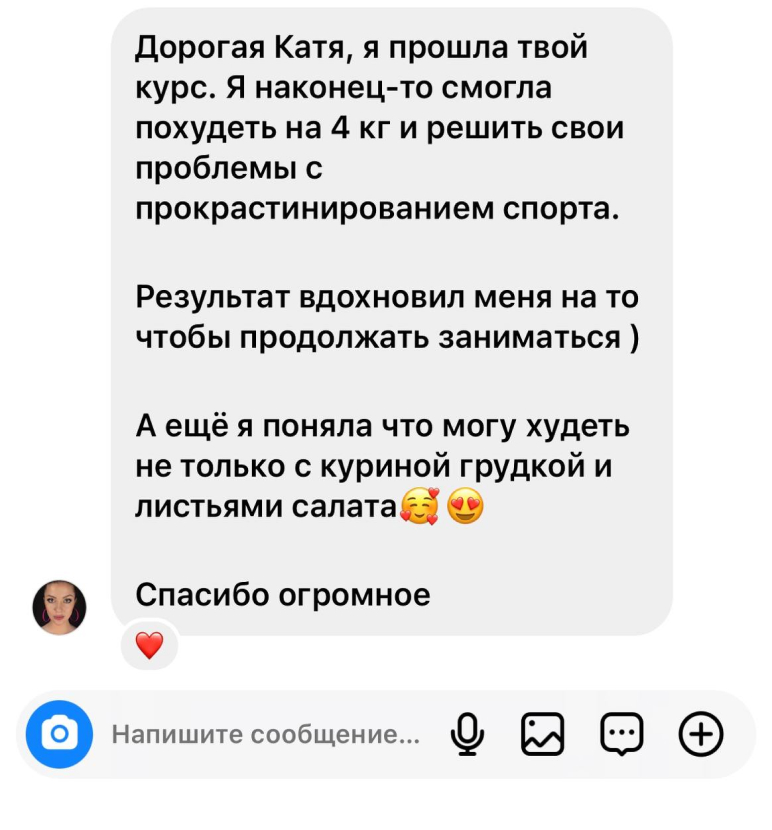 Дорогая Катя, я прошла твой
курс. Я наконец-то смогла
похудеть на 4 кг и решить свои
проблемы с
прокрастинированием спорта.
Результат вдохновил меня на то
чтобы продолжать заниматься )
А ещё я поняла что могу худеть
не только с куриной грудкой и
листьями салата🥰😍
Спасибо огромное
Напишите сообщение...